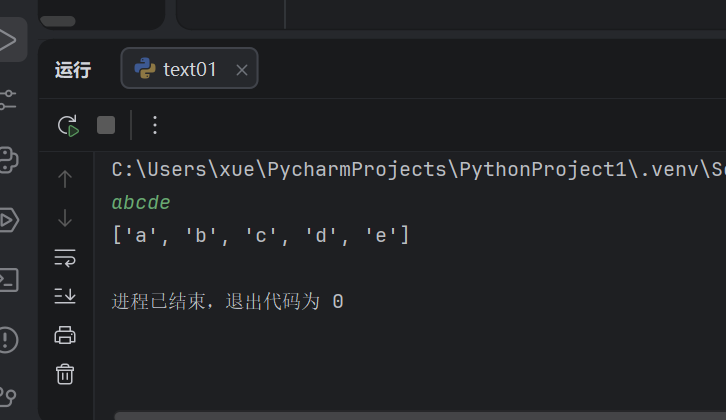 运行 text01
C:\Users\xue\PycharmProjects\PythonProject1\.venv\S
abcde
['a', 'b', 'c', 'd', 'e']
进程已结束，退出代码为 0